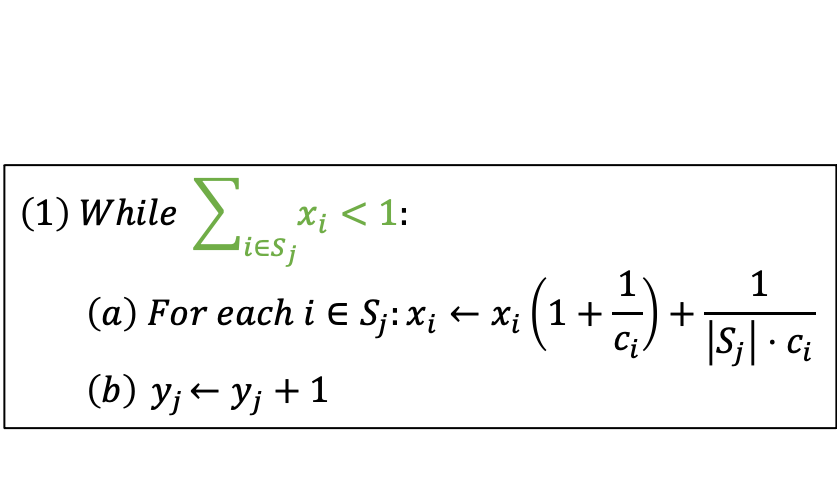 (1) While ∑_{i∈S_j} x_i < 1:
(a) For each i ∈ S_j: x_i ← x_i (1 + 1/c_i) + 1/(|S_j| · c_i)
(b) y_j ← y_j + 1